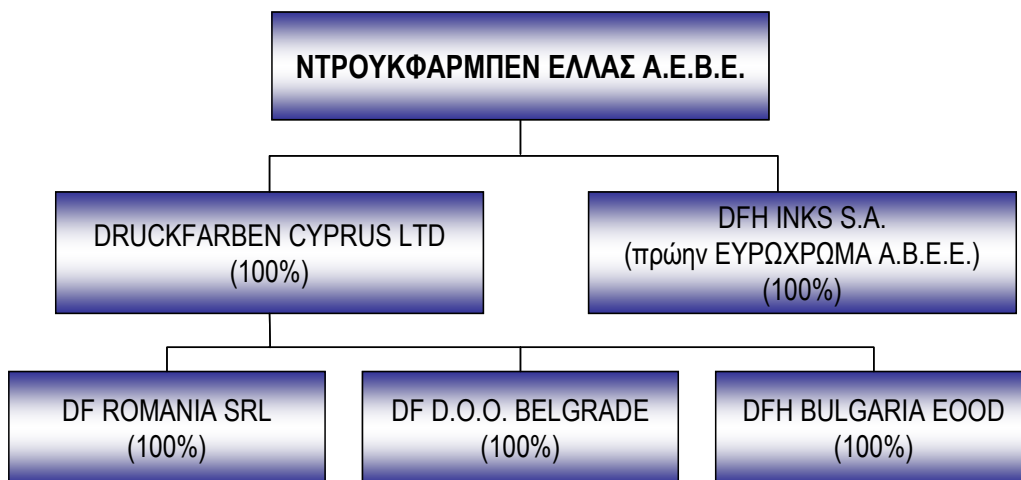 ΝΤΡΟΥΚΦΑΡΜΠΕΝ ΕΛΛΑΣ Α.Ε.Β.Ε.
DRUCKFARBEN CYPRUS LTD
(100%)
DFH INKS S.A.
(πρώην ΕΥΡΩΧΡΩΜΑ Α.Β.Ε.Ε.)
(100%)
DF ROMANIA SRL
(100%)
DF D.O.O. BELGRADE
(100%)
DFH BULGARIA EOOD
(100%)